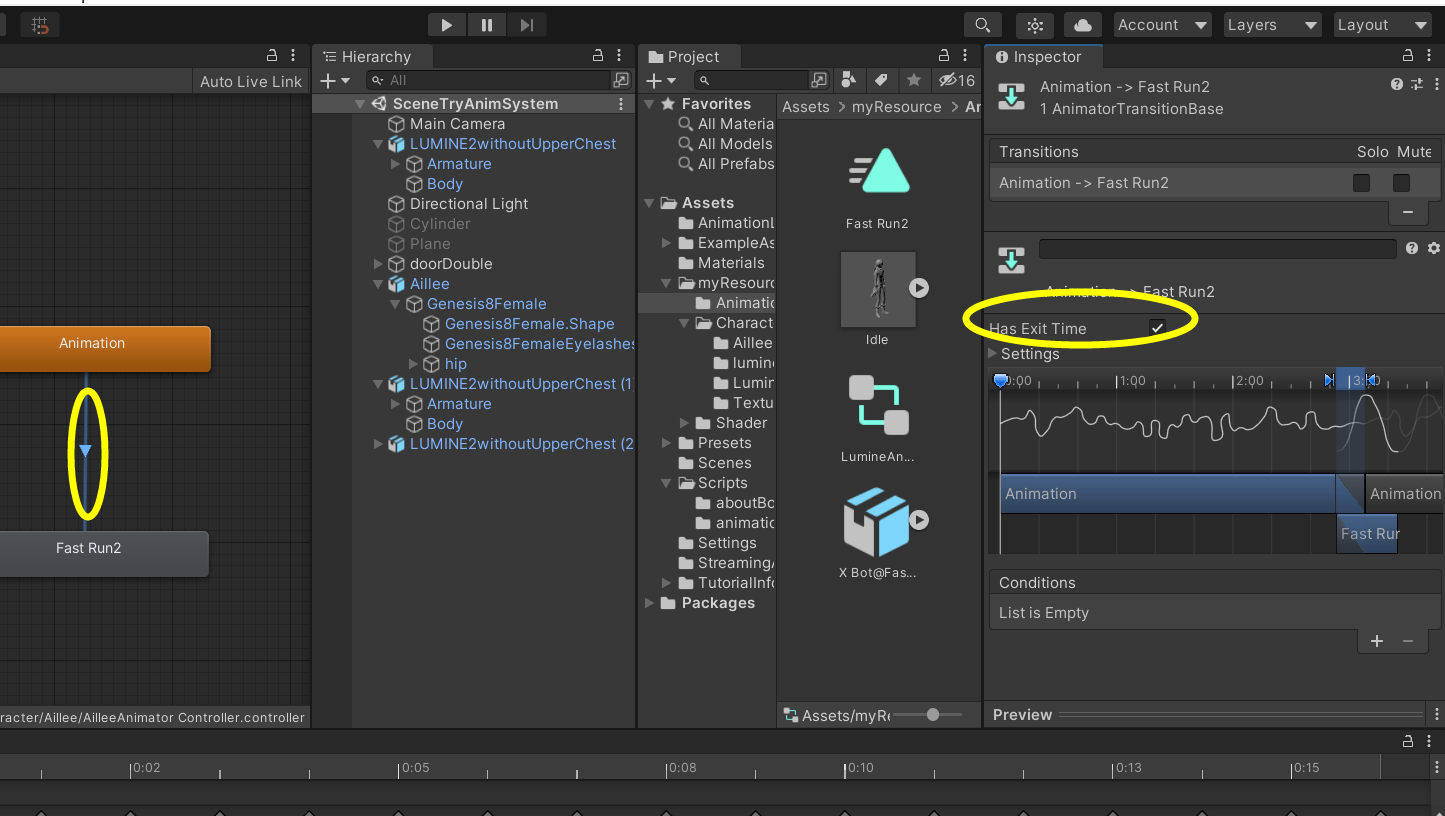 Account
Layers
Layout
Auto Live Link
Animation
Fast Run2
racter/Aillee/AilleeAnimator Controller.controller
Hierarchy
All
SceneTryAnimSystem
Main Camera
LUMINE2withoutUpperChest
Armature
Body
Directional Light
Cylinder
Plane
doorDouble
Aillee
Genesis8Female
Genesis8Female.Shape
Genesis8FemaleEyelashes
hip
LUMINE2withoutUpperChest (1
Armature
Body
LUMINE2withoutUpperChest (2
Project
16
Favorites
All Materia
All Models
All Prefabs
Assets
AnimationL
ExampleAs
Materials
myResourc
Animatic
Charact
Aillee
lumine
Lumin
Textu
Shader
Presets
Scenes
Scripts
aboutBo
animatic
Settings
StreamingA
TutorialInfo
Packages
Assets > myResource > Ar
Fast Run2
Idle
LumineAn...
X Bot@Fas...
Assets/myRe
Inspector
Animation -> Fast Run2
1 AnimatorTransitionBase
Transitions Solo Mute
Animation -> Fast Run2
Animation -> Fast Run2
Has Exit Time
Settings
0:00 1:00 2:00 3:00
Animation Animation
Fast Rur
Conditions
List is Empty
Preview
0:02 0:05 0:08 0:10 0:13 0:15